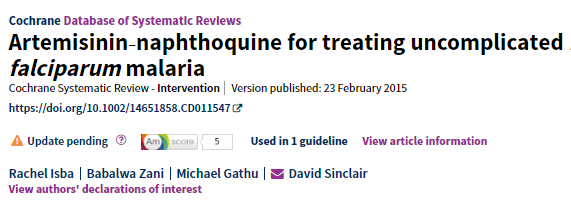 Cochrane Database of Systematic Reviews
Artemisinin-naphthoquine for treating uncomplicated
falciparum malaria
Cochrane Systematic Review - Intervention | Version published: 23 February 2015
https://doi.org/10.1002/14651858.CD011547
Update pending ? Am score 5 Used in 1 guideline View article information
Rachel Isba | Babalwa Zani | Michael Gathu | David Sinclair
View authors' declarations of interest